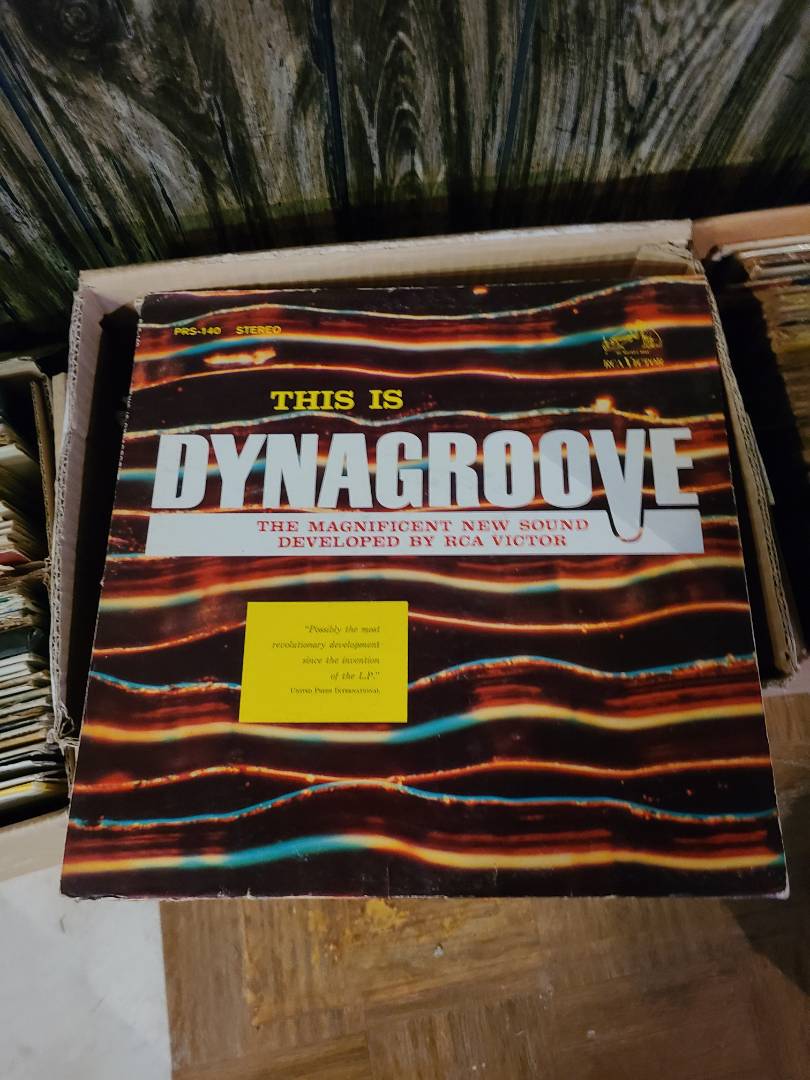 PRS-140 STEREO
RCA VICTOR
THIS IS
DYNAGROOVE
THE MAGNIFICENT NEW SOUND
DEVELOPED BY RCA VICTOR
"Possibly the most
revolutionary development
since the invention
of the L.P."
UNITED PRESS INTERNATIONAL